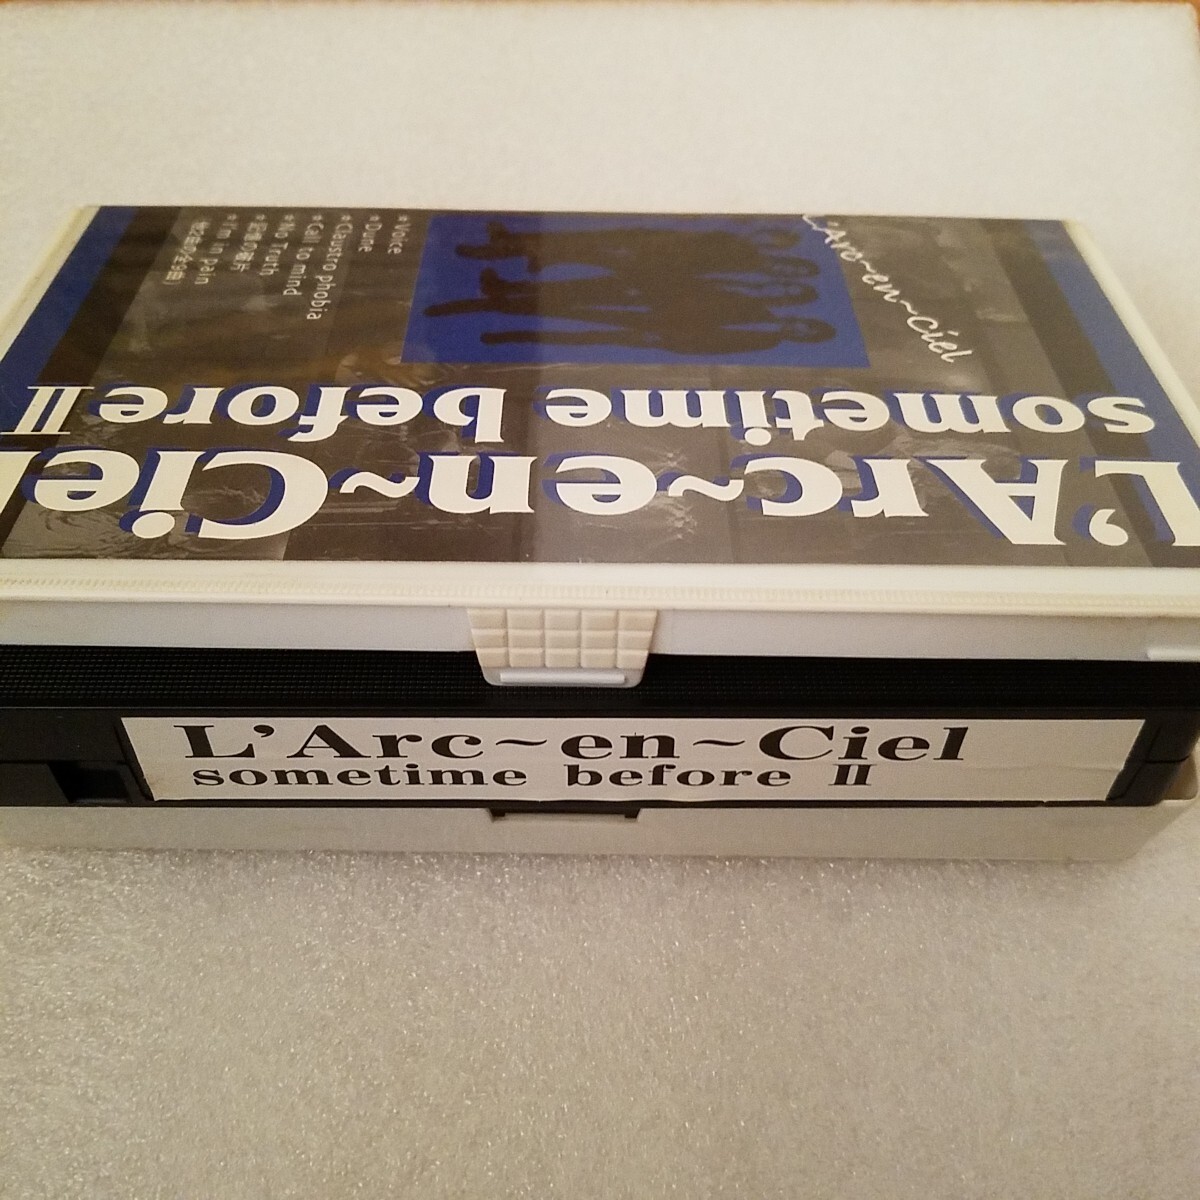 L'Arc~en~Ciel
sometime before II
L'Arc~en~Ciel
Voice
Dune
Claustro phobia
Call to mind
No Truth
I'm in pain
L'Arc~en~Ciel
sometime before II